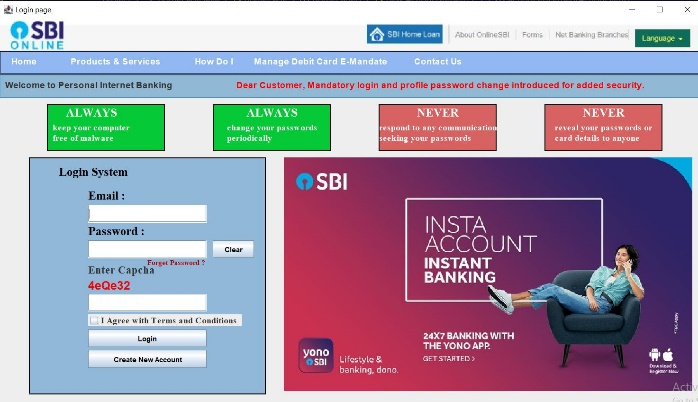 Login page
SBI
ONLINE
SBI Home Loan
About OnlineSBI
Forms
Net Banking Branches
Language
Home
Products & Services
How Do I
Manage Debit Card E-Mandate
Contact Us
Welcome to Personal Internet Banking
Dear Customer, Mandatory login and profile password change introduced for added security.
ALWAYS
keep your computer
free of malware
ALWAYS
change your passwords
periodically
NEVER
respond to any communication
seeking your passwords
NEVER
reveal your passwords or
card details to anyone
Login System
Email :
Password :
Clear
Forget Password ?
Enter Capcha
4eQe32
I Agree with Terms and Conditions
Login
Create New Account
SBI
INSTA
ACCOUNT
INSTANT
BANKING
24X7 BANKING WITH
THE YONO APP.
GET STARTED >
yono
SBI
Lifestyle &
banking, dono.
Download &
Register Now